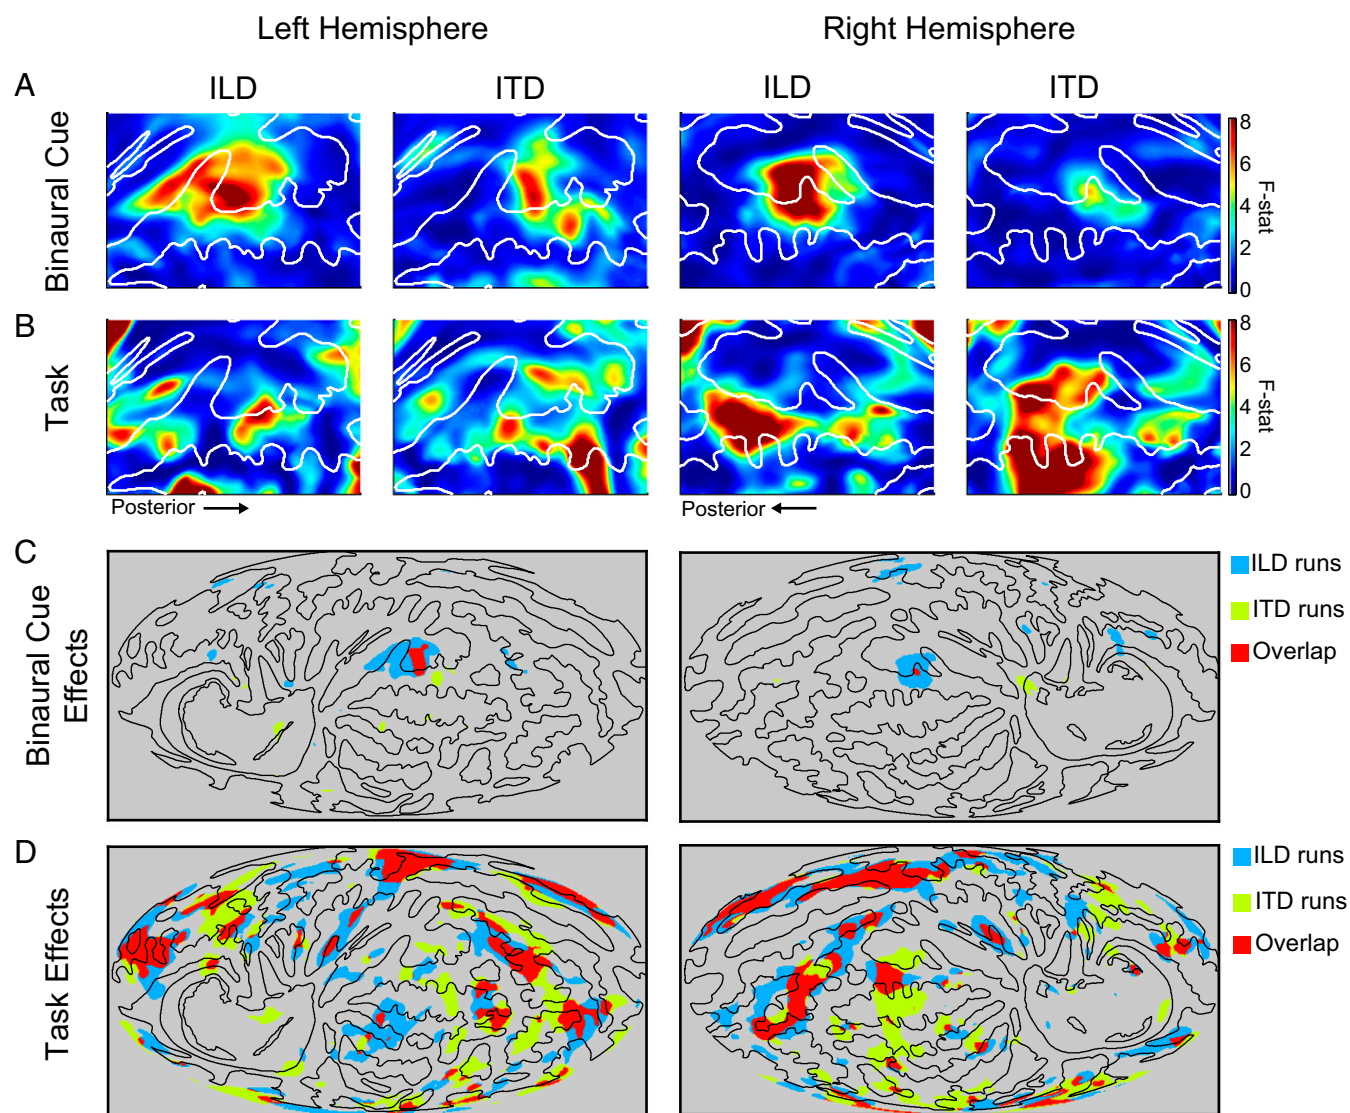 Left Hemisphere
Right Hemisphere
A
ILD
ITD
ILD
ITD
Binaural Cue
8
6
4
2
0
F-stat
B
Task
8
6
4
2
0
F-stat
Posterior
Posterior
C
Binaural Cue
Effects
ILD runs
ITD runs
Overlap
D
Task Effects
ILD runs
ITD runs
Overlap